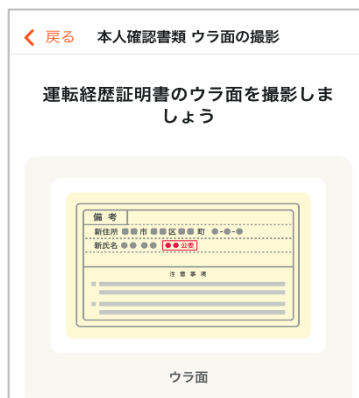 戻る 本人確認書類 ウラ面の撮影
運転経歴証明書のウラ面を撮影しま
しょう
備考
新住所 ●●市●●区●●町 ●-●-●
新氏名●● ●● ●●公委
注意事項
ウラ面